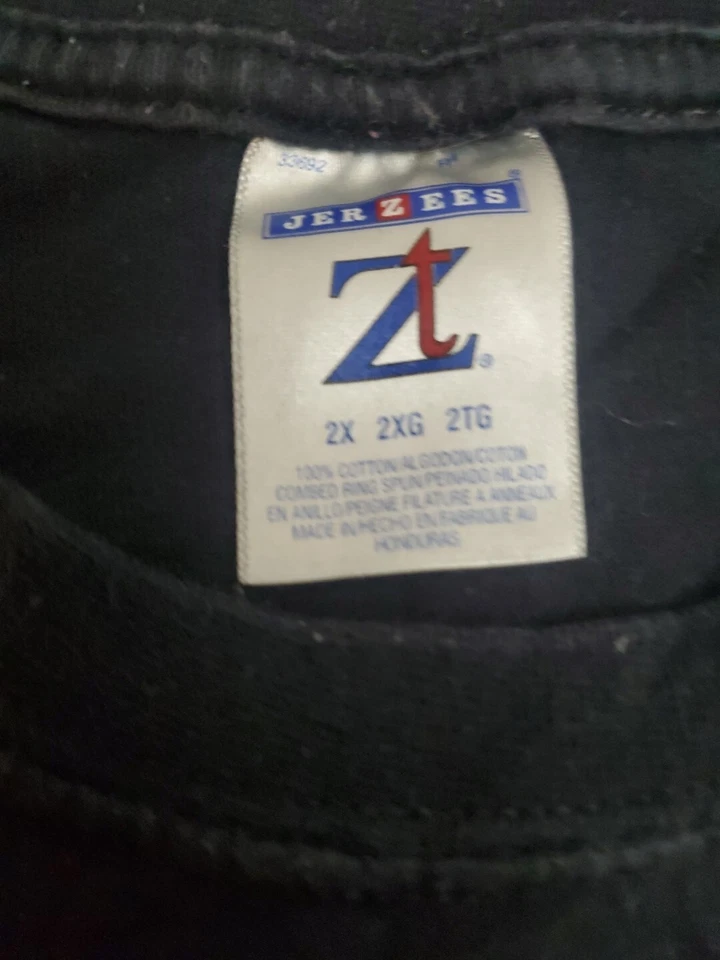 33692
JERZEES®
Zt®
2X 2XG 2TG
100% COTTON/ALGODON/COTON
COMBED RING SPUN/PEINADO HILADO
EN ANILLO/PEIGNE FILATURE A ANNEAUX
MADE IN/HECHO EN/FABRIQUE AU
HONDURAS